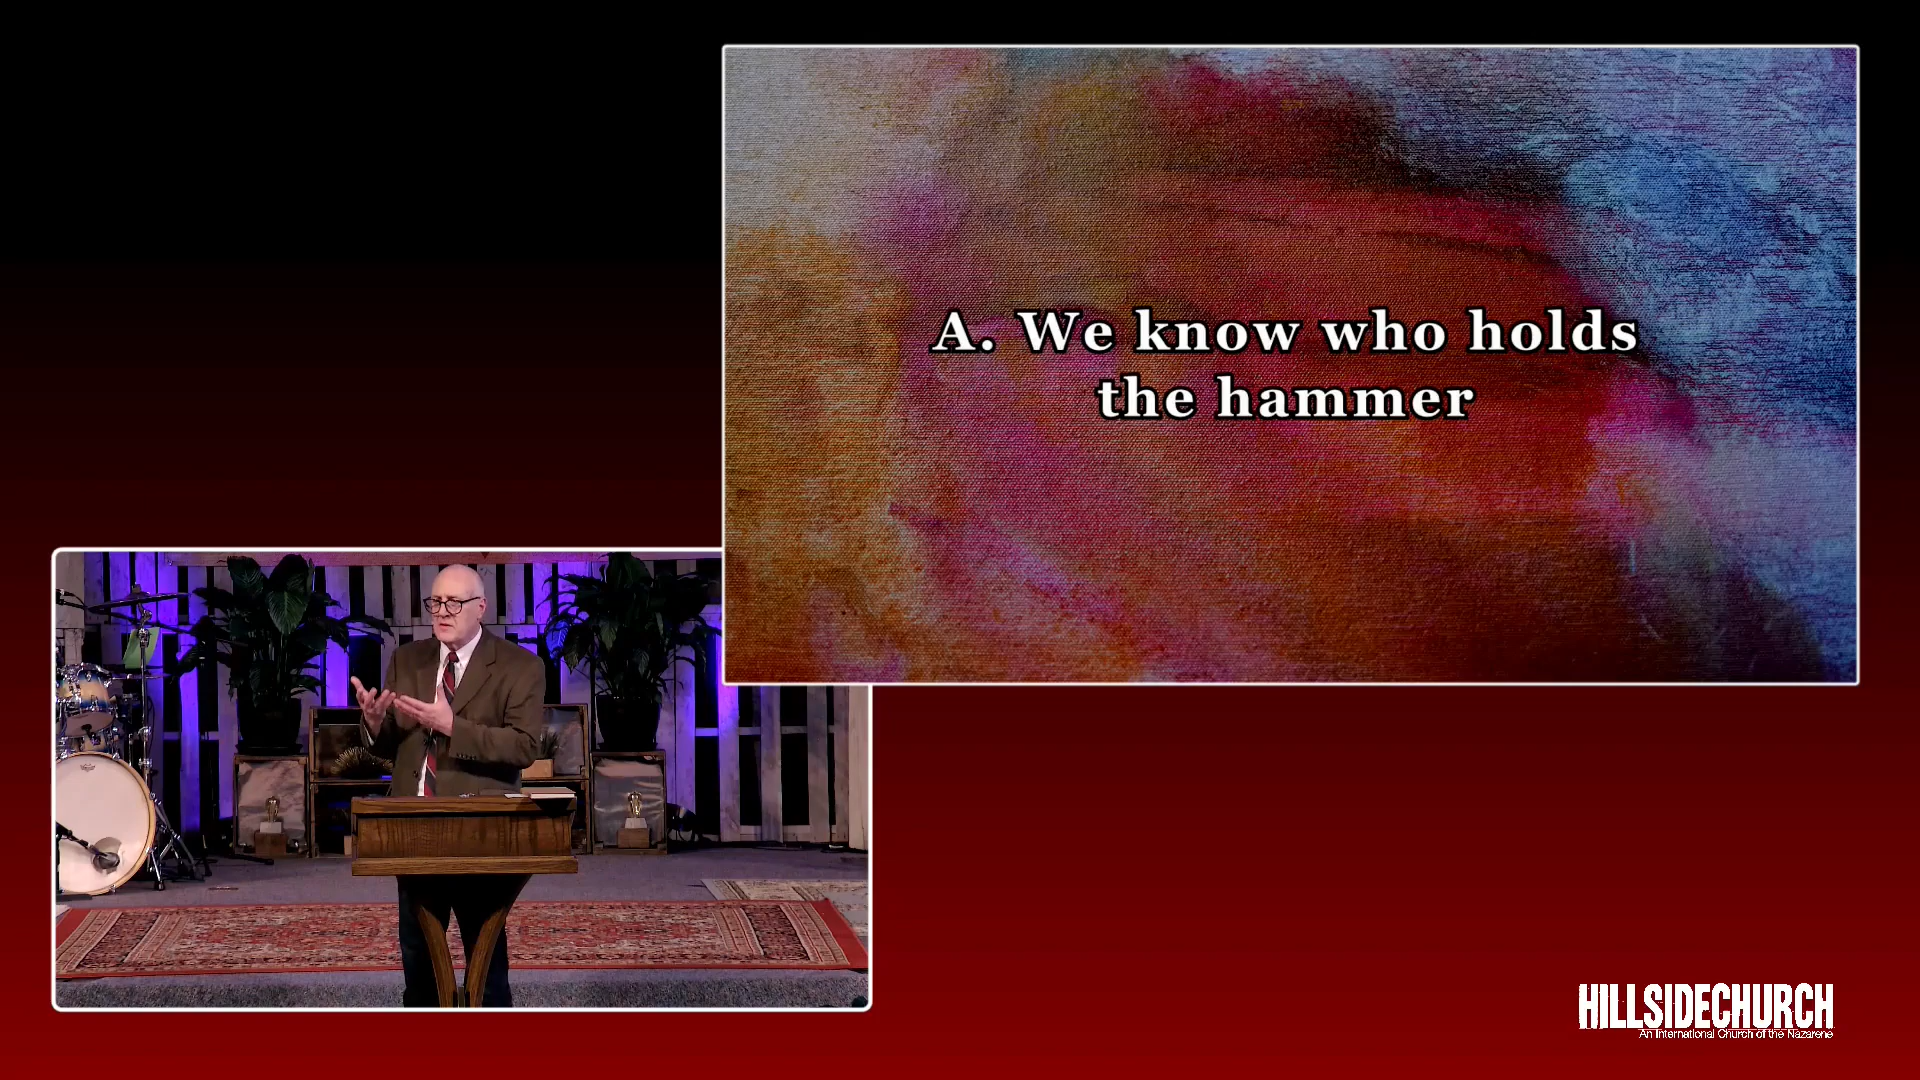 A. We know who holds
the hammer
HILLSIDECHURCH
An International Church of the Nazarene